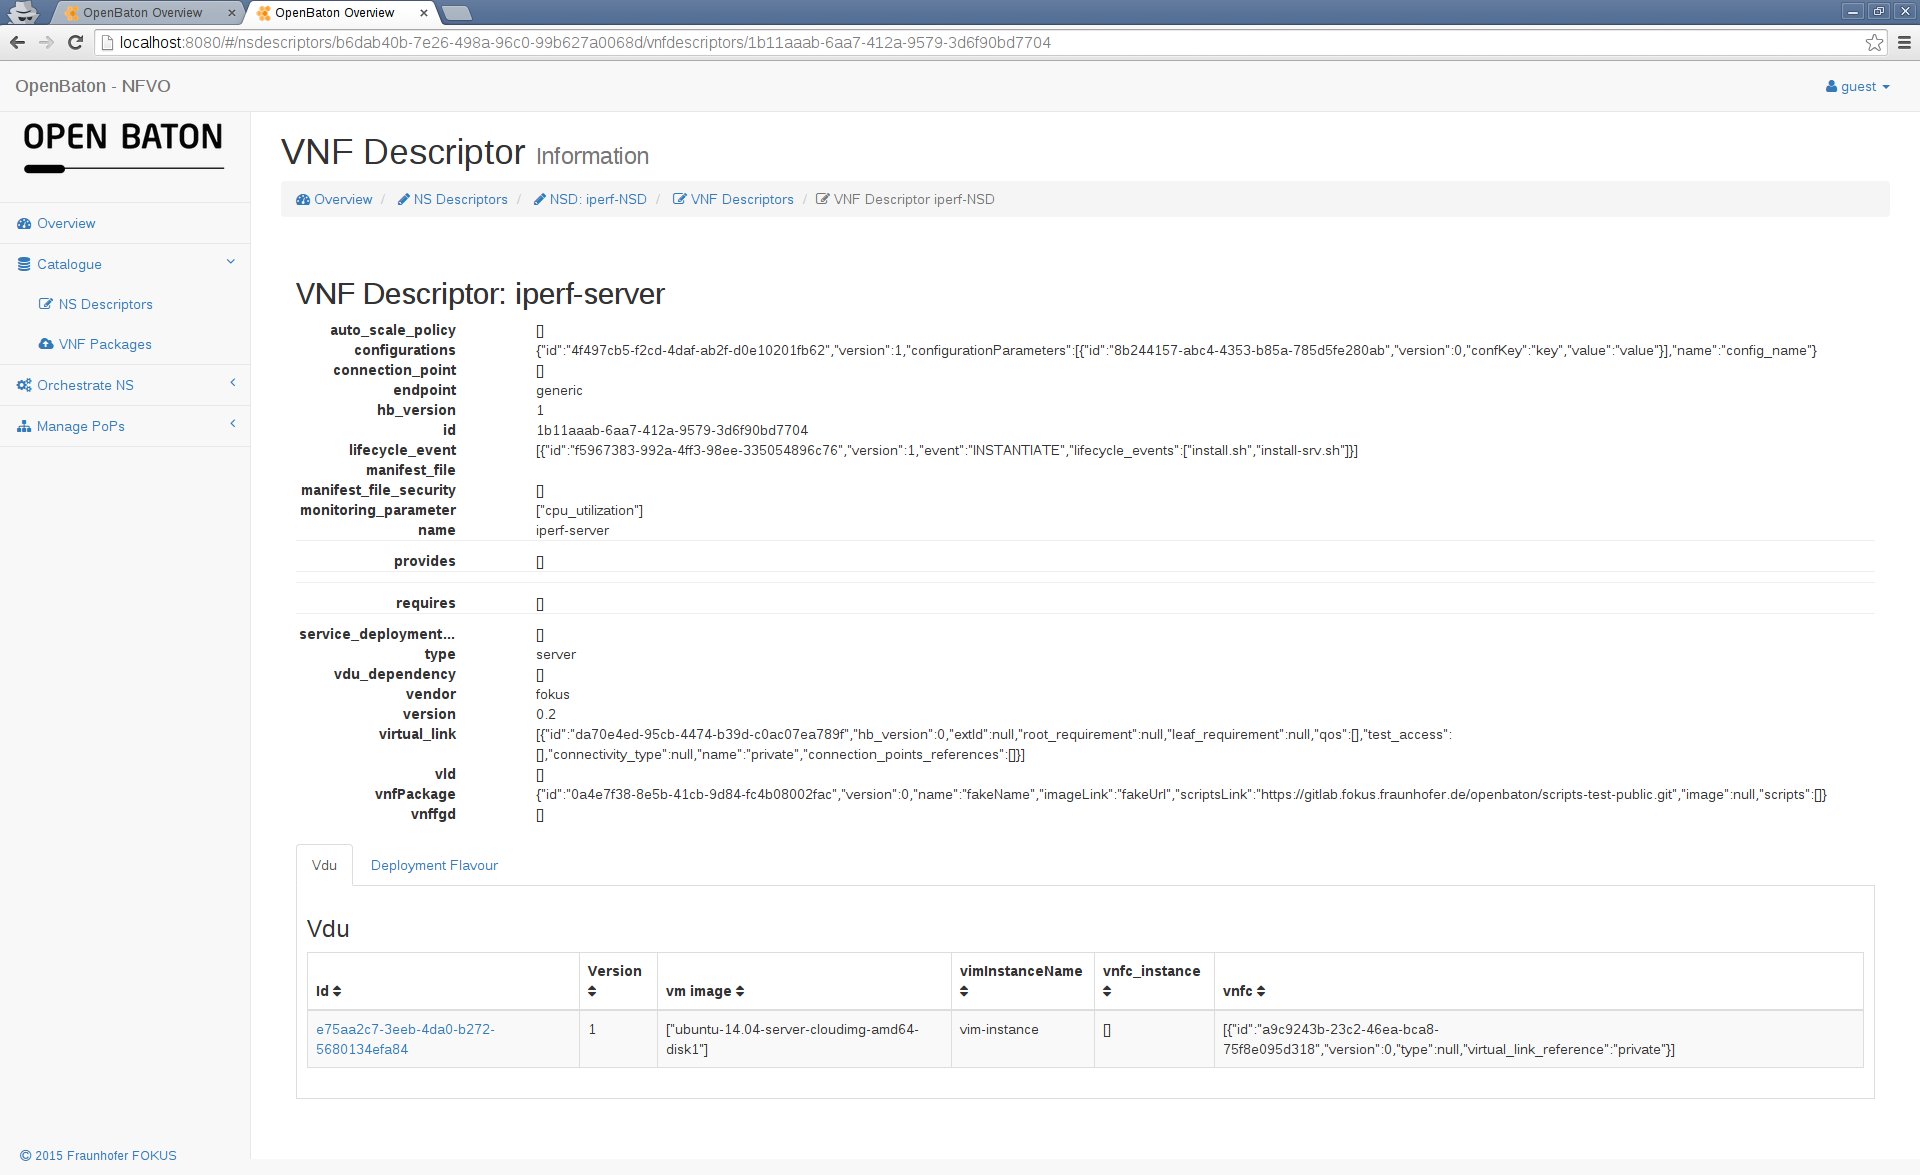 OpenBaton Overview
OpenBaton Overview
localhost:8080/#/nsdescriptors/b6dab40b-7e26-498a-96c0-99b627a0068d/vnfdescriptors/1b11aaab-6aa7-412a-9579-3d6f90bd7704
OpenBaton - NFVO
guest
OPEN BATON
Overview
Catalogue
NS Descriptors
VNF Packages
Orchestrate NS
Manage PoPs
VNF Descriptor Information
Overview / NS Descriptors / NSD: iperf-NSD / VNF Descriptors / VNF Descriptor iperf-NSD
VNF Descriptor: iperf-server
auto_scale_policy []
configurations {"id":"4f497cb5-f2cd-4daf-ab2f-d0e10201fb62","version":1,"configurationParameters":[{"id":"8b244157-abc4-4353-b85a-785d5fe280ab","version":0,"confKey":"key","value":"value"}],"name":"config_name"}
connection_point []
endpoint generic
hb_version 1
id 1b11aaab-6aa7-412a-9579-3d6f90bd7704
lifecycle_event [{"id":"f5967383-992a-4ff3-98ee-335054896c76","version":1,"event":"INSTANTIATE","lifecycle_events":["install.sh","install-srv.sh"]}]
manifest_file
manifest_file_security []
monitoring_parameter ["cpu_utilization"]
name iperf-server
provides []
requires []
service_deployment... []
type server
vdu_dependency []
vendor fokus
version 0.2
virtual_link [{"id":"da70e4ed-95cb-4474-b39d-c0ac07ea789f","hb_version":0,"extId":null,"root_requirement":null,"leaf_requirement":null,"qos":[],"test_access":
[],"connectivity_type":null,"name":"private","connection_points_references":[]}]
vld []
vnfPackage {"id":"0a4e7f38-8e5b-41cb-9d84-fc4b08002fac","version":0,"name":"fakeName","imageLink":"fakeUrl","scriptsLink":"https://gitlab.fokus.fraunhofer.de/openbaton/scripts-test-public.git","image":null,"scripts":[]}
vnffgd []
Vdu Deployment Flavour
Vdu
Id Version vm image vimInstanceName vnfc_instance vnfc
e75aa2c7-3eeb-4da0-b272- 1 ["ubuntu-14.04-server-cloudimg-amd64- vim-instance [] [{"id":"a9c9243b-23c2-46ea-bca8-
5680134efa84 disk1"] 75f8e095d318","version":0,"type":null,"virtual_link_reference":"private"}]
© 2015 Fraunhofer FOKUS